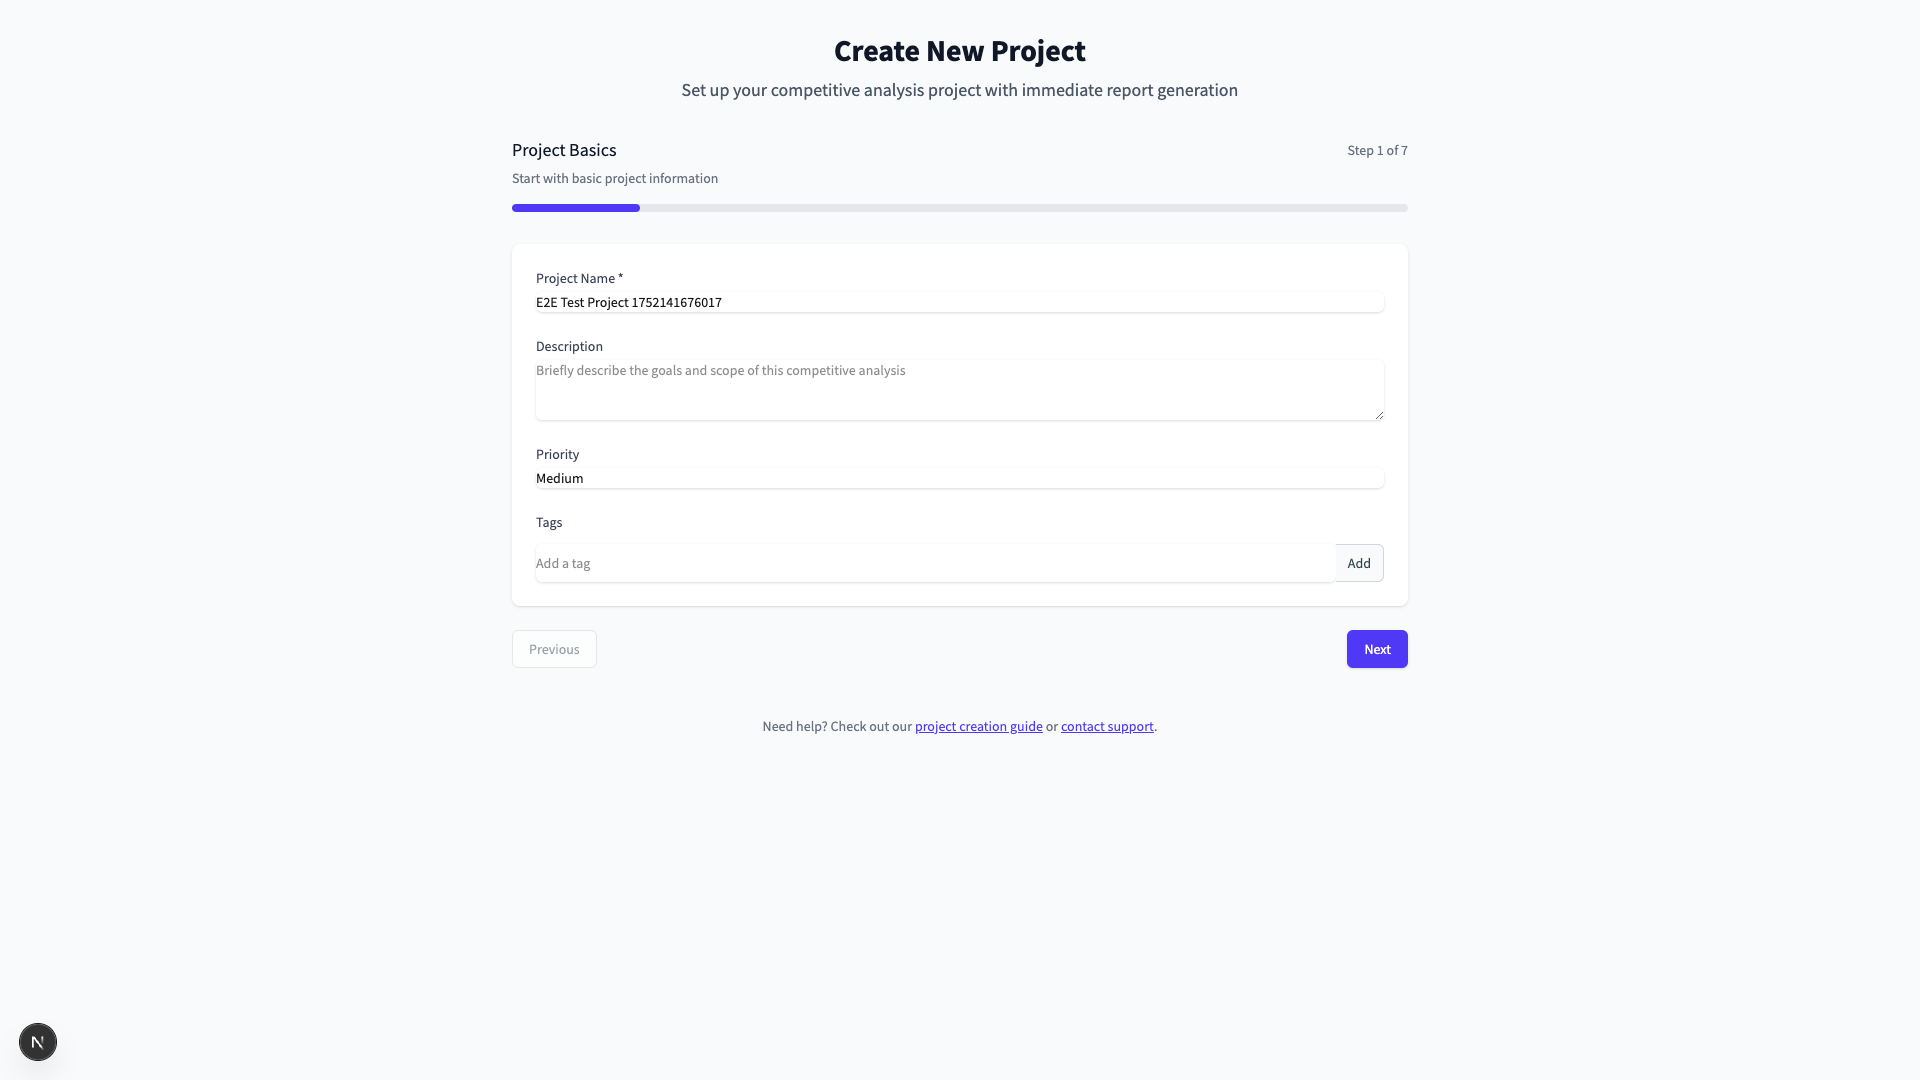 Create New Project
Set up your competitive analysis project with immediate report generation
Project Basics
Step 1 of 7
Start with basic project information
Project Name *
E2E Test Project 1752141676017
Description
Briefly describe the goals and scope of this competitive analysis
Priority
Medium
Tags
Add a tag
Add
Previous
Next
Need help? Check out our project creation guide or contact support.
N